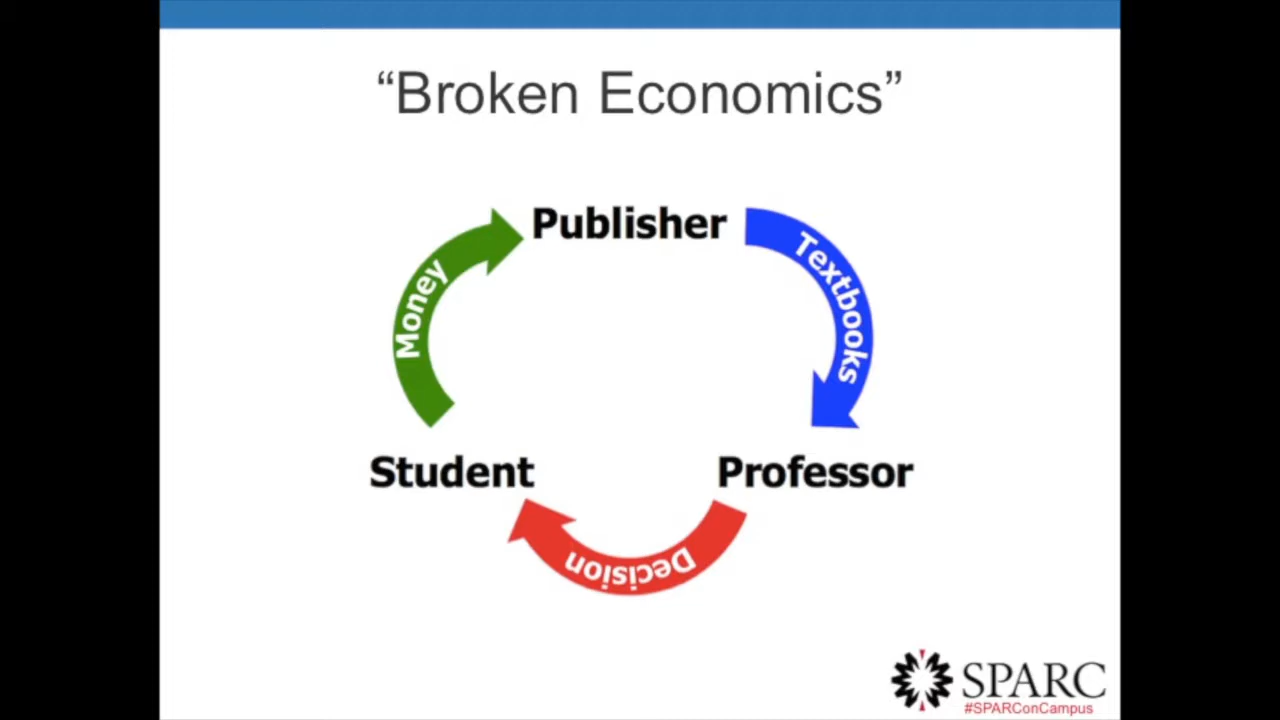 “Broken Economics”
Publisher
Textbooks
Money
Student
Professor
Decision
SPARC
#SPARConCampus